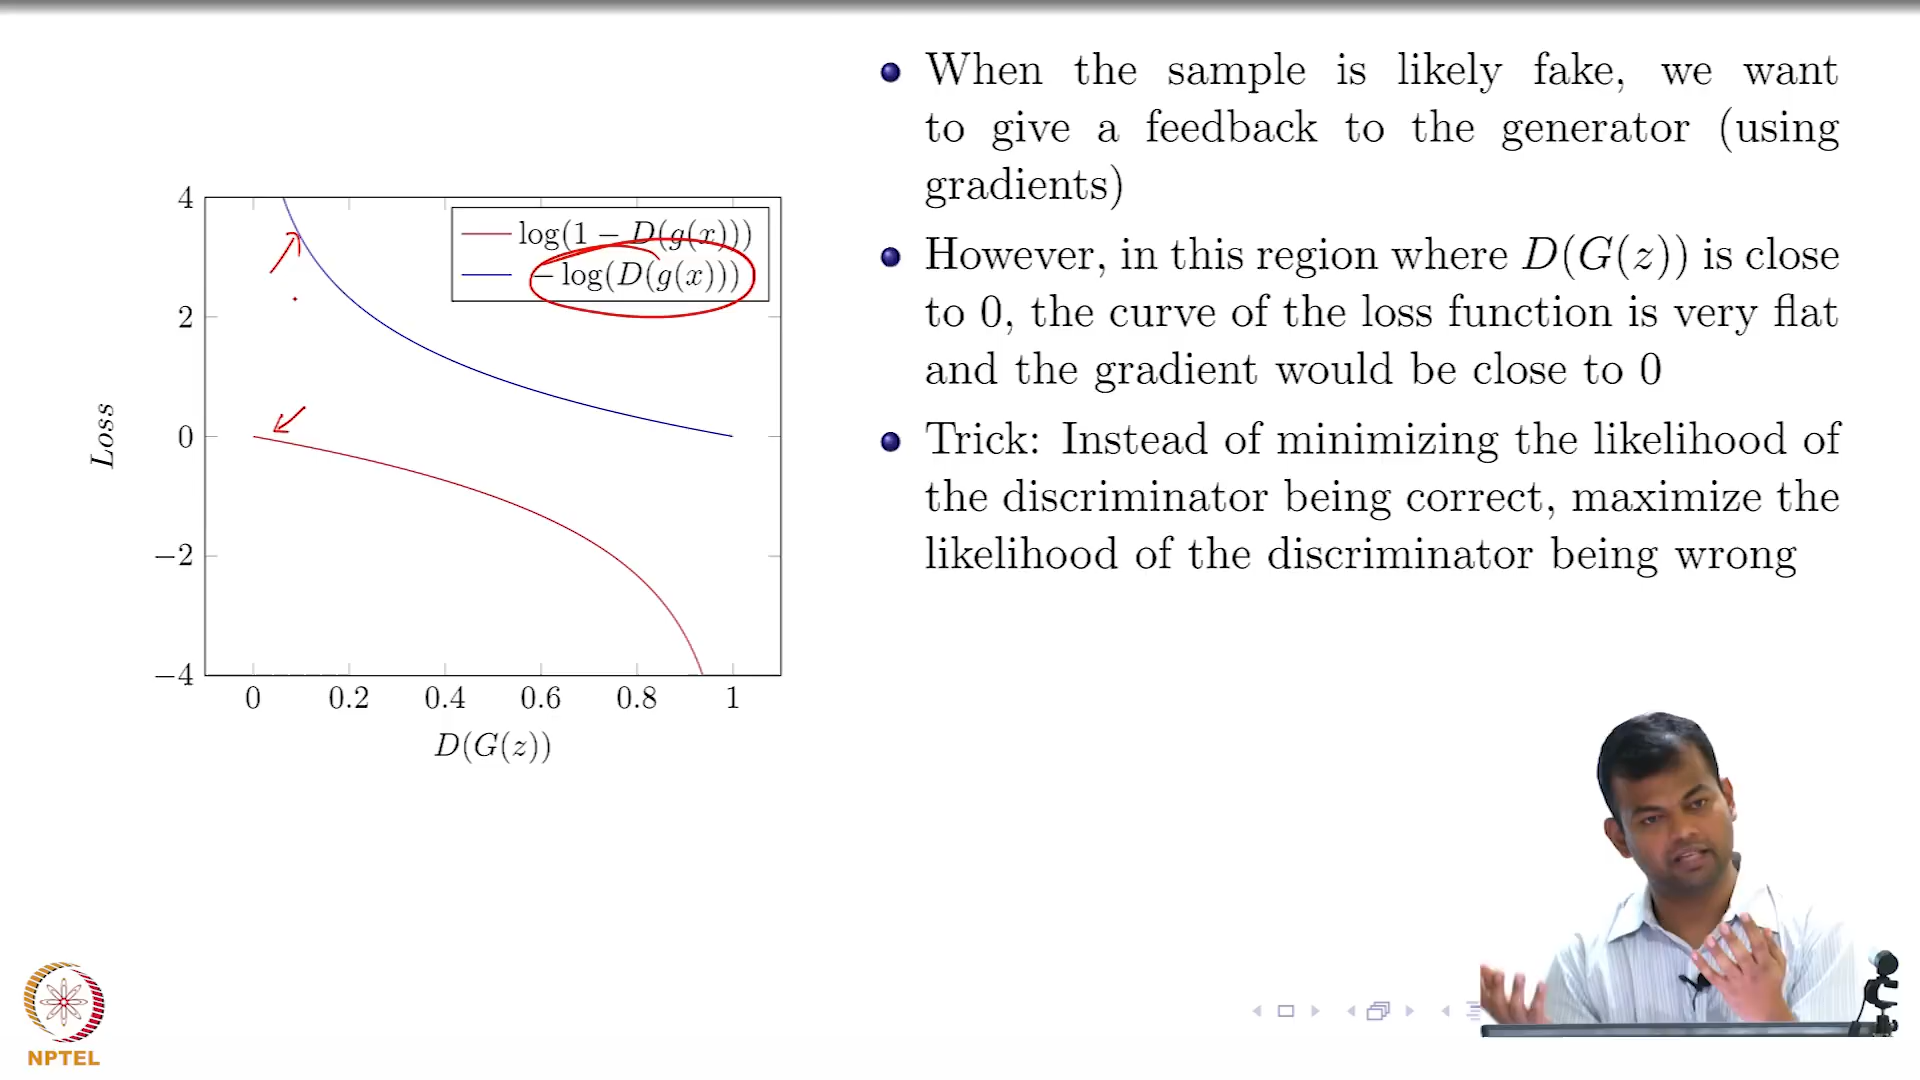 When the sample is likely fake, we want
to give a feedback to the generator (using
gradients)
However, in this region where D(G(z)) is close
to 0, the curve of the loss function is very flat
and the gradient would be close to 0
Trick: Instead of minimizing the likelihood of
the discriminator being correct, maximize the
likelihood of the discriminator being wrong
4
2
0
−2
−4
Loss
log(1 − D(g(x)))
− log(D(g(x)))
0 0.2 0.4 0.6 0.8 1
D(G(z))
NPTEL